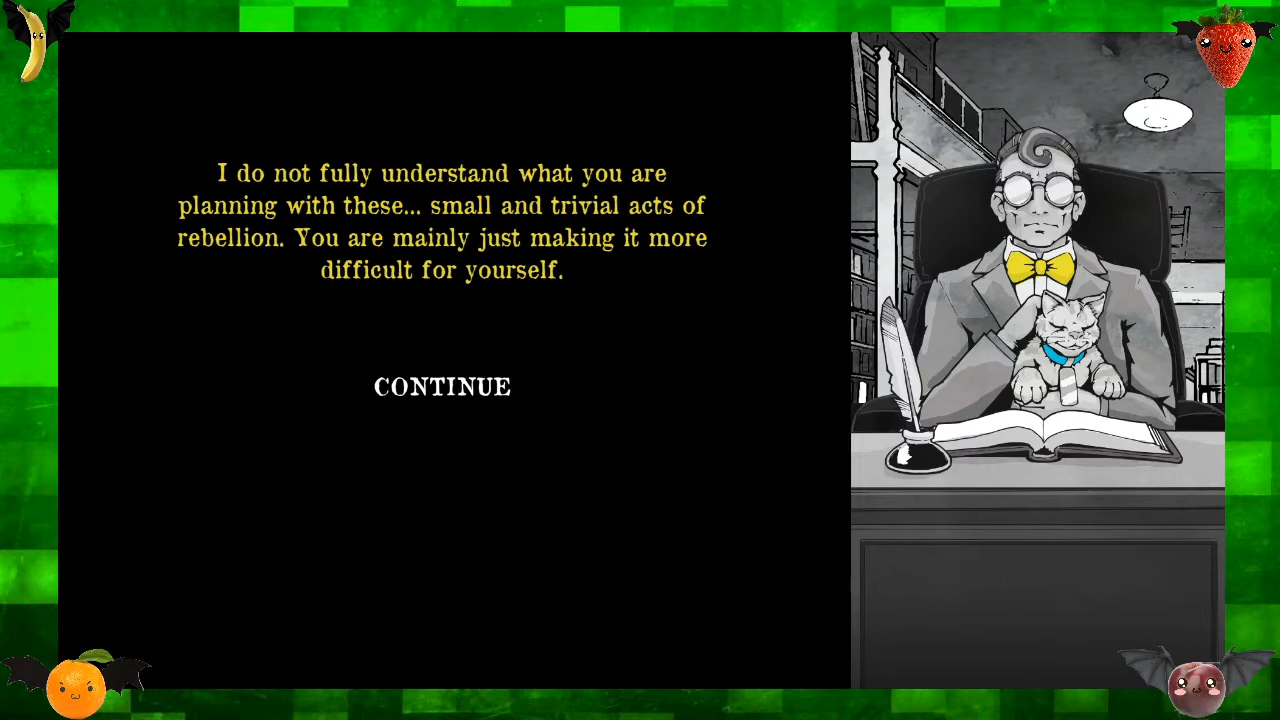 I do not fully understand what you are
planning with these... small and trivial acts of
rebellion. You are mainly just making it more
difficult for yourself.
CONTINUE